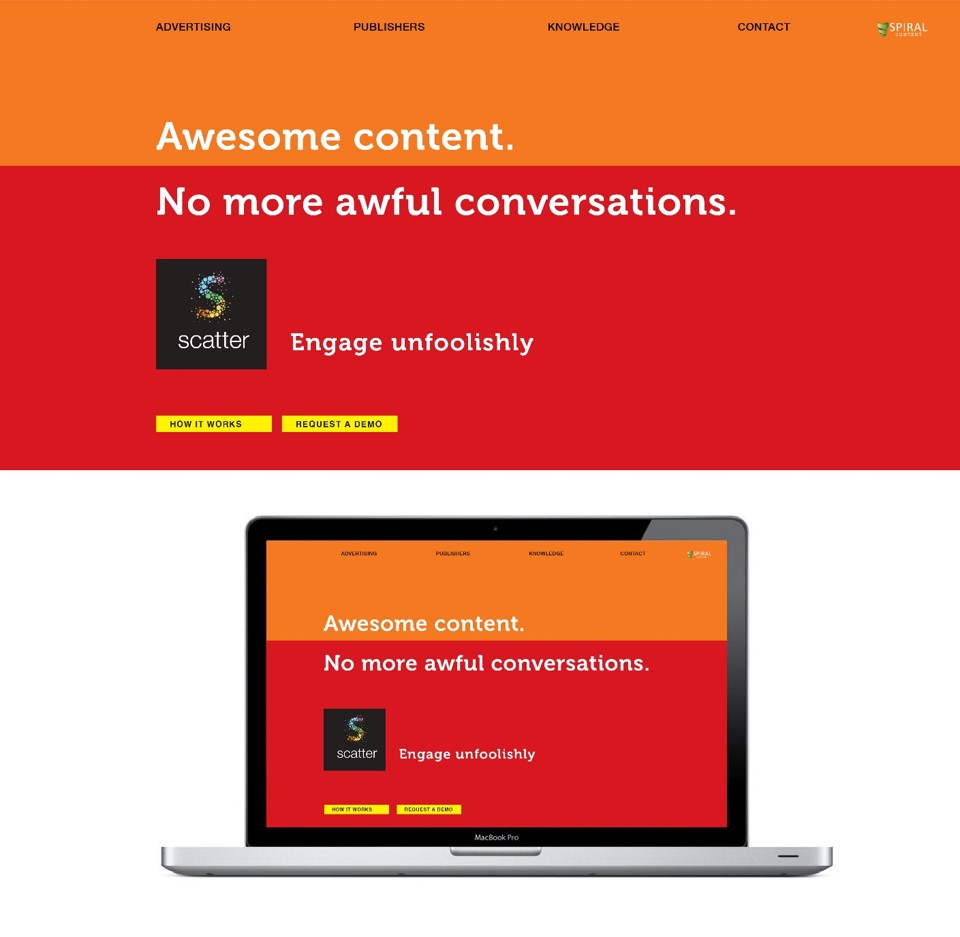 ADVERTISING PUBLISHERS KNOWLEDGE CONTACT SPIRAL
CONTENT
Awesome content.
No more awful conversations.
scatter
Engage unfoolishly
HOW IT WORKS REQUEST A DEMO
ADVERTISING PUBLISHERS KNOWLEDGE CONTACT SPIRAL
Awesome content.
No more awful conversations.
scatter
Engage unfoolishly
HOW IT WORKS REQUEST A DEMO
MacBook Pro